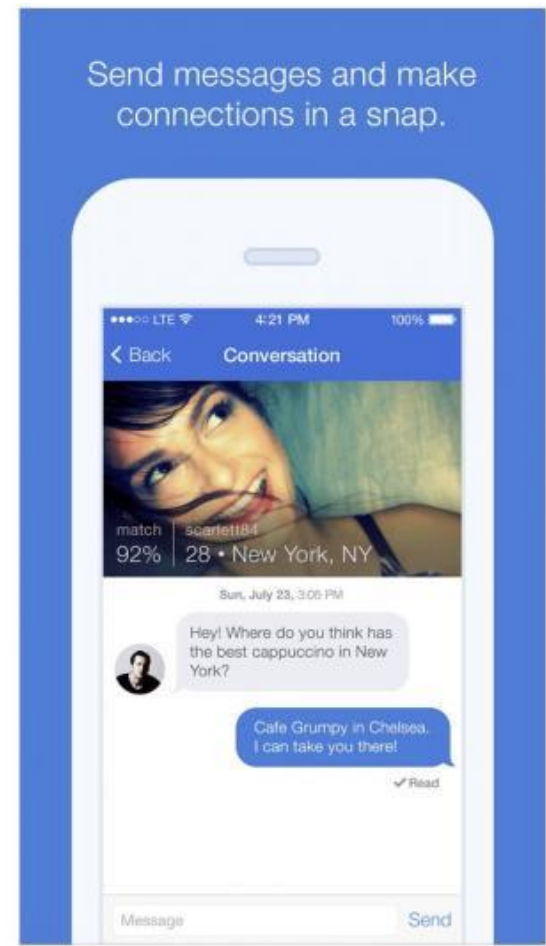 Send messages and make
connections in a snap.
LTE 4:21 PM 100%
Back Conversation
match scarlett84
92% 28 • New York, NY
Sun, July 23, 3:05 PM
Hey! Where do you think has
the best cappuccino in New
York?
Cafe Grumpy in Chelsea.
I can take you there!
Read
Message Send